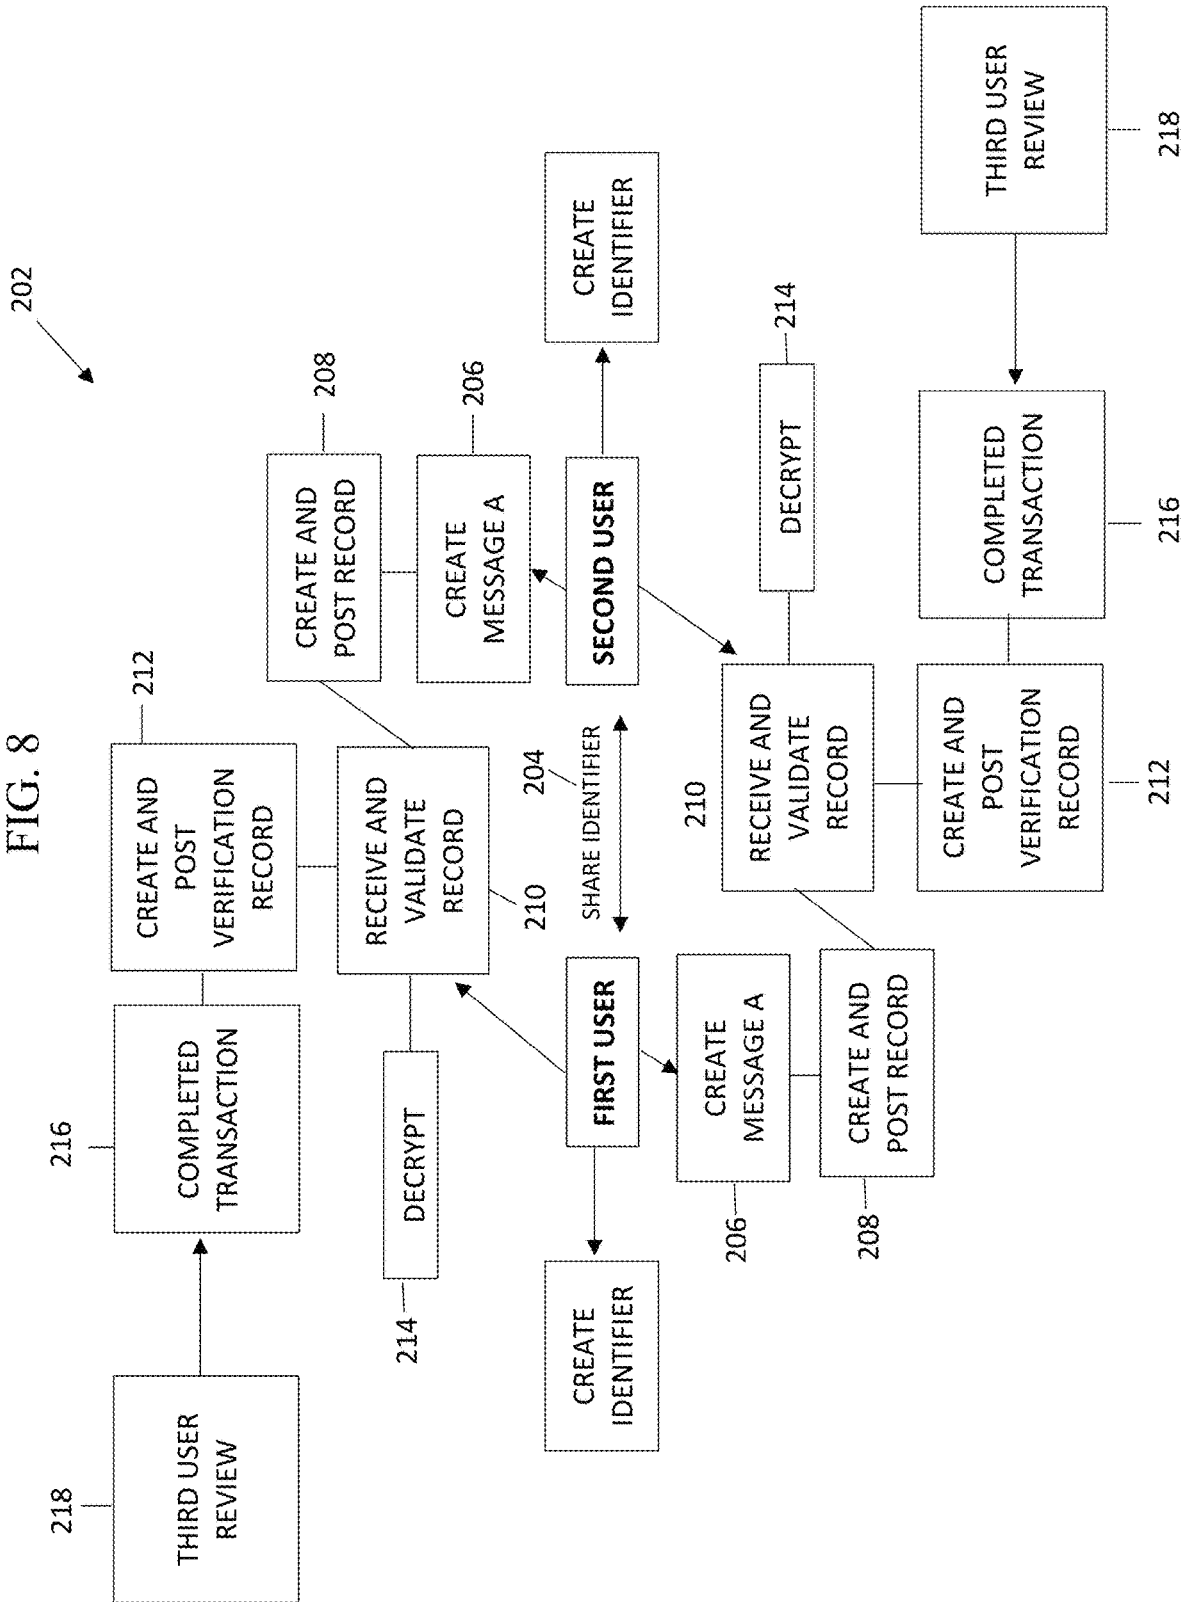 FIG. 8
202
218
THIRD USER
REVIEW
216
COMPLETED
TRANSACTION
212
CREATE AND
POST
VERIFICATION
RECORD
208
CREATE AND
POST RECORD
214
DECRYPT
RECEIVE AND
VALIDATE
RECORD
210
206
CREATE
MESSAGE A
204
SHARE IDENTIFIER
CREATE
IDENTIFIER
FIRST USER
SECOND USER
CREATE
IDENTIFIER
206
CREATE
MESSAGE A
210
RECEIVE AND
VALIDATE
RECORD
214
DECRYPT
208
CREATE AND
POST RECORD
CREATE AND
POST
VERIFICATION
RECORD
212
COMPLETED
TRANSACTION
216
THIRD USER
REVIEW
218